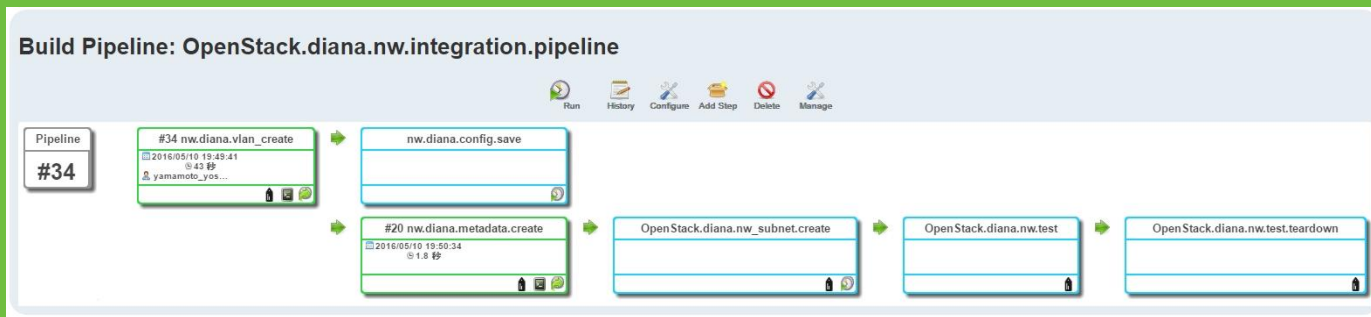 Build Pipeline: OpenStack.diana.nw.integration.pipeline
Run History Configure Add Step Delete Manage
Pipeline
#34
#34 nw.diana.vlan_create
2016/05/10 19:49:41
43 秒
yamamoto_yos...
nw.diana.config.save
#20 nw.diana.metadata.create
2016/05/10 19:50:34
1.8 秒
OpenStack.diana.nw_subnet.create
OpenStack.diana.nw.test
OpenStack.diana.nw.test.teardown